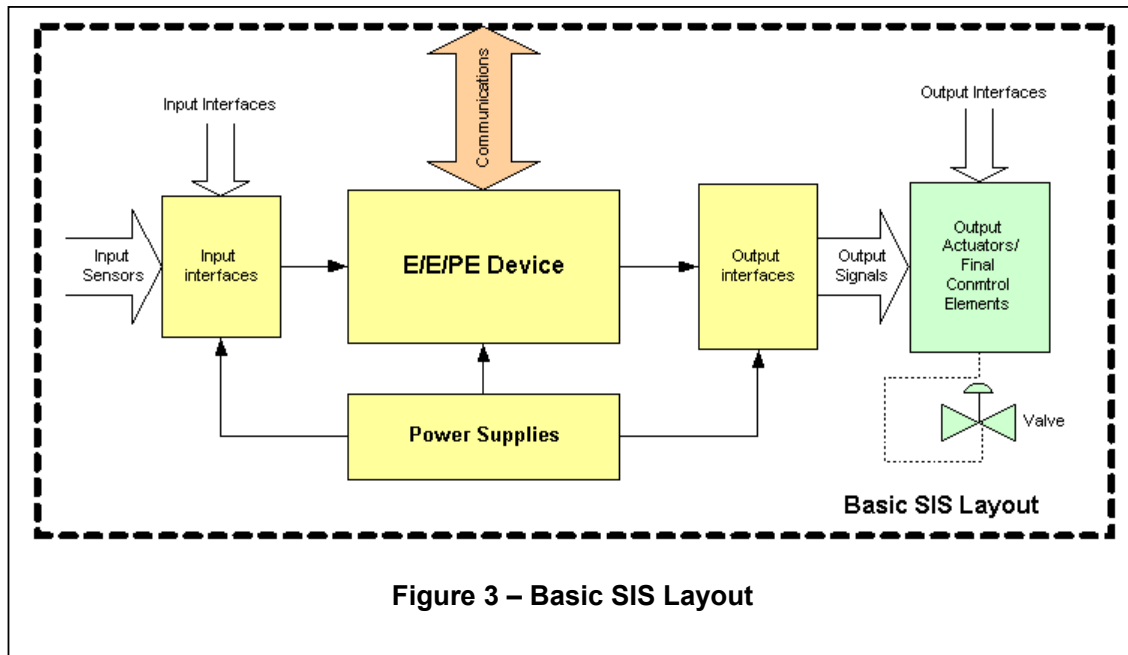 Communications
Input Interfaces
Output Interfaces
Input
Sensors
Input
interfaces
E/E/PE Device
Output
interfaces
Output
Signals
Output
Actuators/
Final
Conmtrol
Elements
Power Supplies
Valve
Basic SIS Layout
Figure 3 – Basic SIS Layout